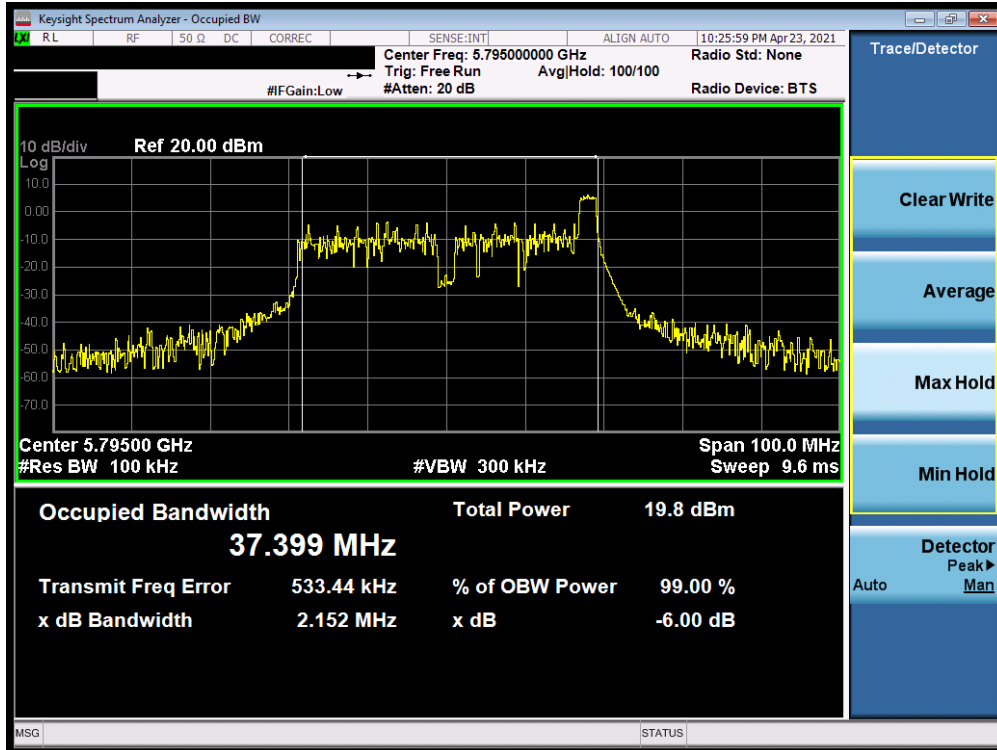 Keysight Spectrum Analyzer - Occupied BW
LXI RL RF 50 Ω DC CORREC SENSE:INT ALIGN AUTO 10:25:59 PM Apr 23, 2021
Center Freq: 5.795000000 GHz Radio Std: None
Trig: Free Run Avg|Hold: 100/100
#IFGain:Low #Atten: 20 dB Radio Device: BTS
Trace/Detector
10 dB/div Ref 20.00 dBm
Log
10.0
0.00
-10.0
-20.0
-30.0
-40.0
-50.0
-60.0
-70.0
Center 5.79500 GHz Span 100.0 MHz
#Res BW 100 kHz #VBW 300 kHz Sweep 9.6 ms
Occupied Bandwidth Total Power 19.8 dBm
37.399 MHz
Transmit Freq Error 533.44 kHz % of OBW Power 99.00 %
x dB Bandwidth 2.152 MHz x dB -6.00 dB
Clear Write
Average
Max Hold
Min Hold
Detector
Peak▶
Auto Man
MSG STATUS